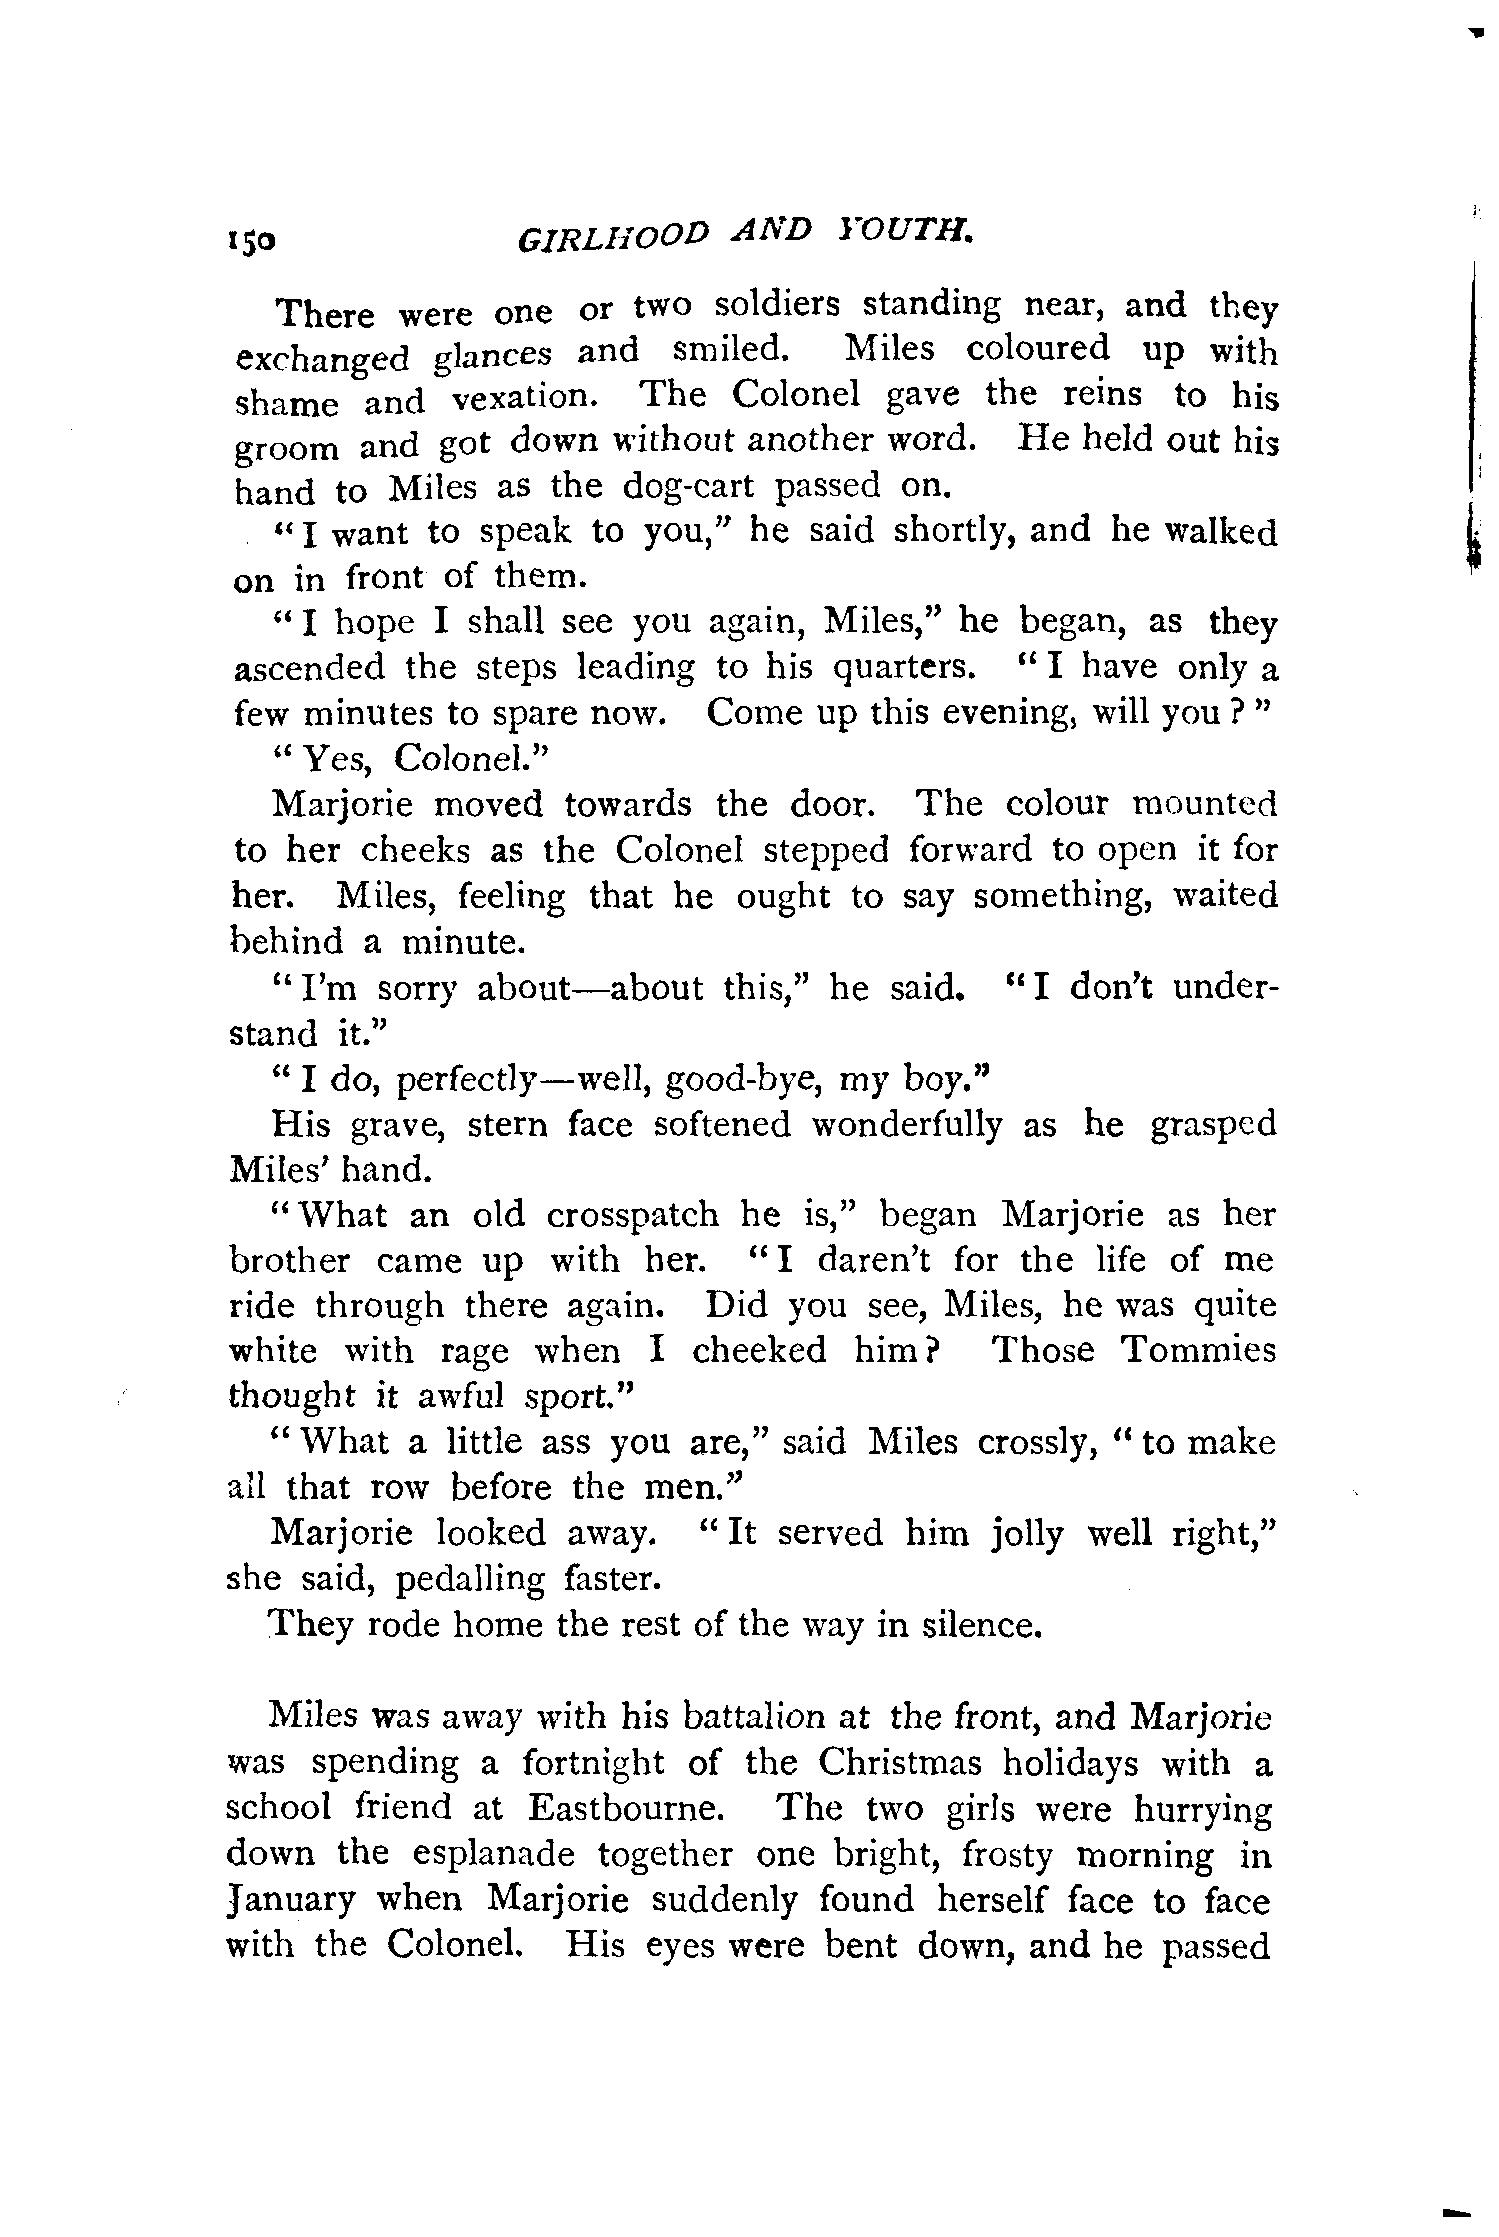 150 GIRLHOOD AND YOUTH.
There were one or two soldiers standing near, and they
exchanged glances and smiled. Miles coloured up with
shame and vexation. The Colonel gave the reins to his
groom and got down without another word. He held out his
hand to Miles as the dog-cart passed on.
“I want to speak to you,” he said shortly, and he walked
on in front of them.
“I hope I shall see you again, Miles,” he began, as they
ascended the steps leading to his quarters. “I have only a
few minutes to spare now. Come up this evening, will you?”
“Yes, Colonel.”
Marjorie moved towards the door. The colour mounted
to her cheeks as the Colonel stepped forward to open it for
her. Miles, feeling that he ought to say something, waited
behind a minute.
“I'm sorry about—about this,” he said. “I don't under-
stand it.”
“I do, perfectly—well, good-bye, my boy.”
His grave, stern face softened wonderfully as he grasped
Miles' hand.
“What an old crosspatch he is,” began Marjorie as her
brother came up with her. “I daren't for the life of me
ride through there again. Did you see, Miles, he was quite
white with rage when I cheeked him? Those Tommies
thought it awful sport.”
“What a little ass you are,” said Miles crossly, “to make
all that row before the men.”
Marjorie looked away. “It served him jolly well right,”
she said, pedalling faster.
They rode home the rest of the way in silence.
Miles was away with his battalion at the front, and Marjorie
was spending a fortnight of the Christmas holidays with a
school friend at Eastbourne. The two girls were hurrying
down the esplanade together one bright, frosty morning in
January when Marjorie suddenly found herself face to face
with the Colonel. His eyes were bent down, and he passed